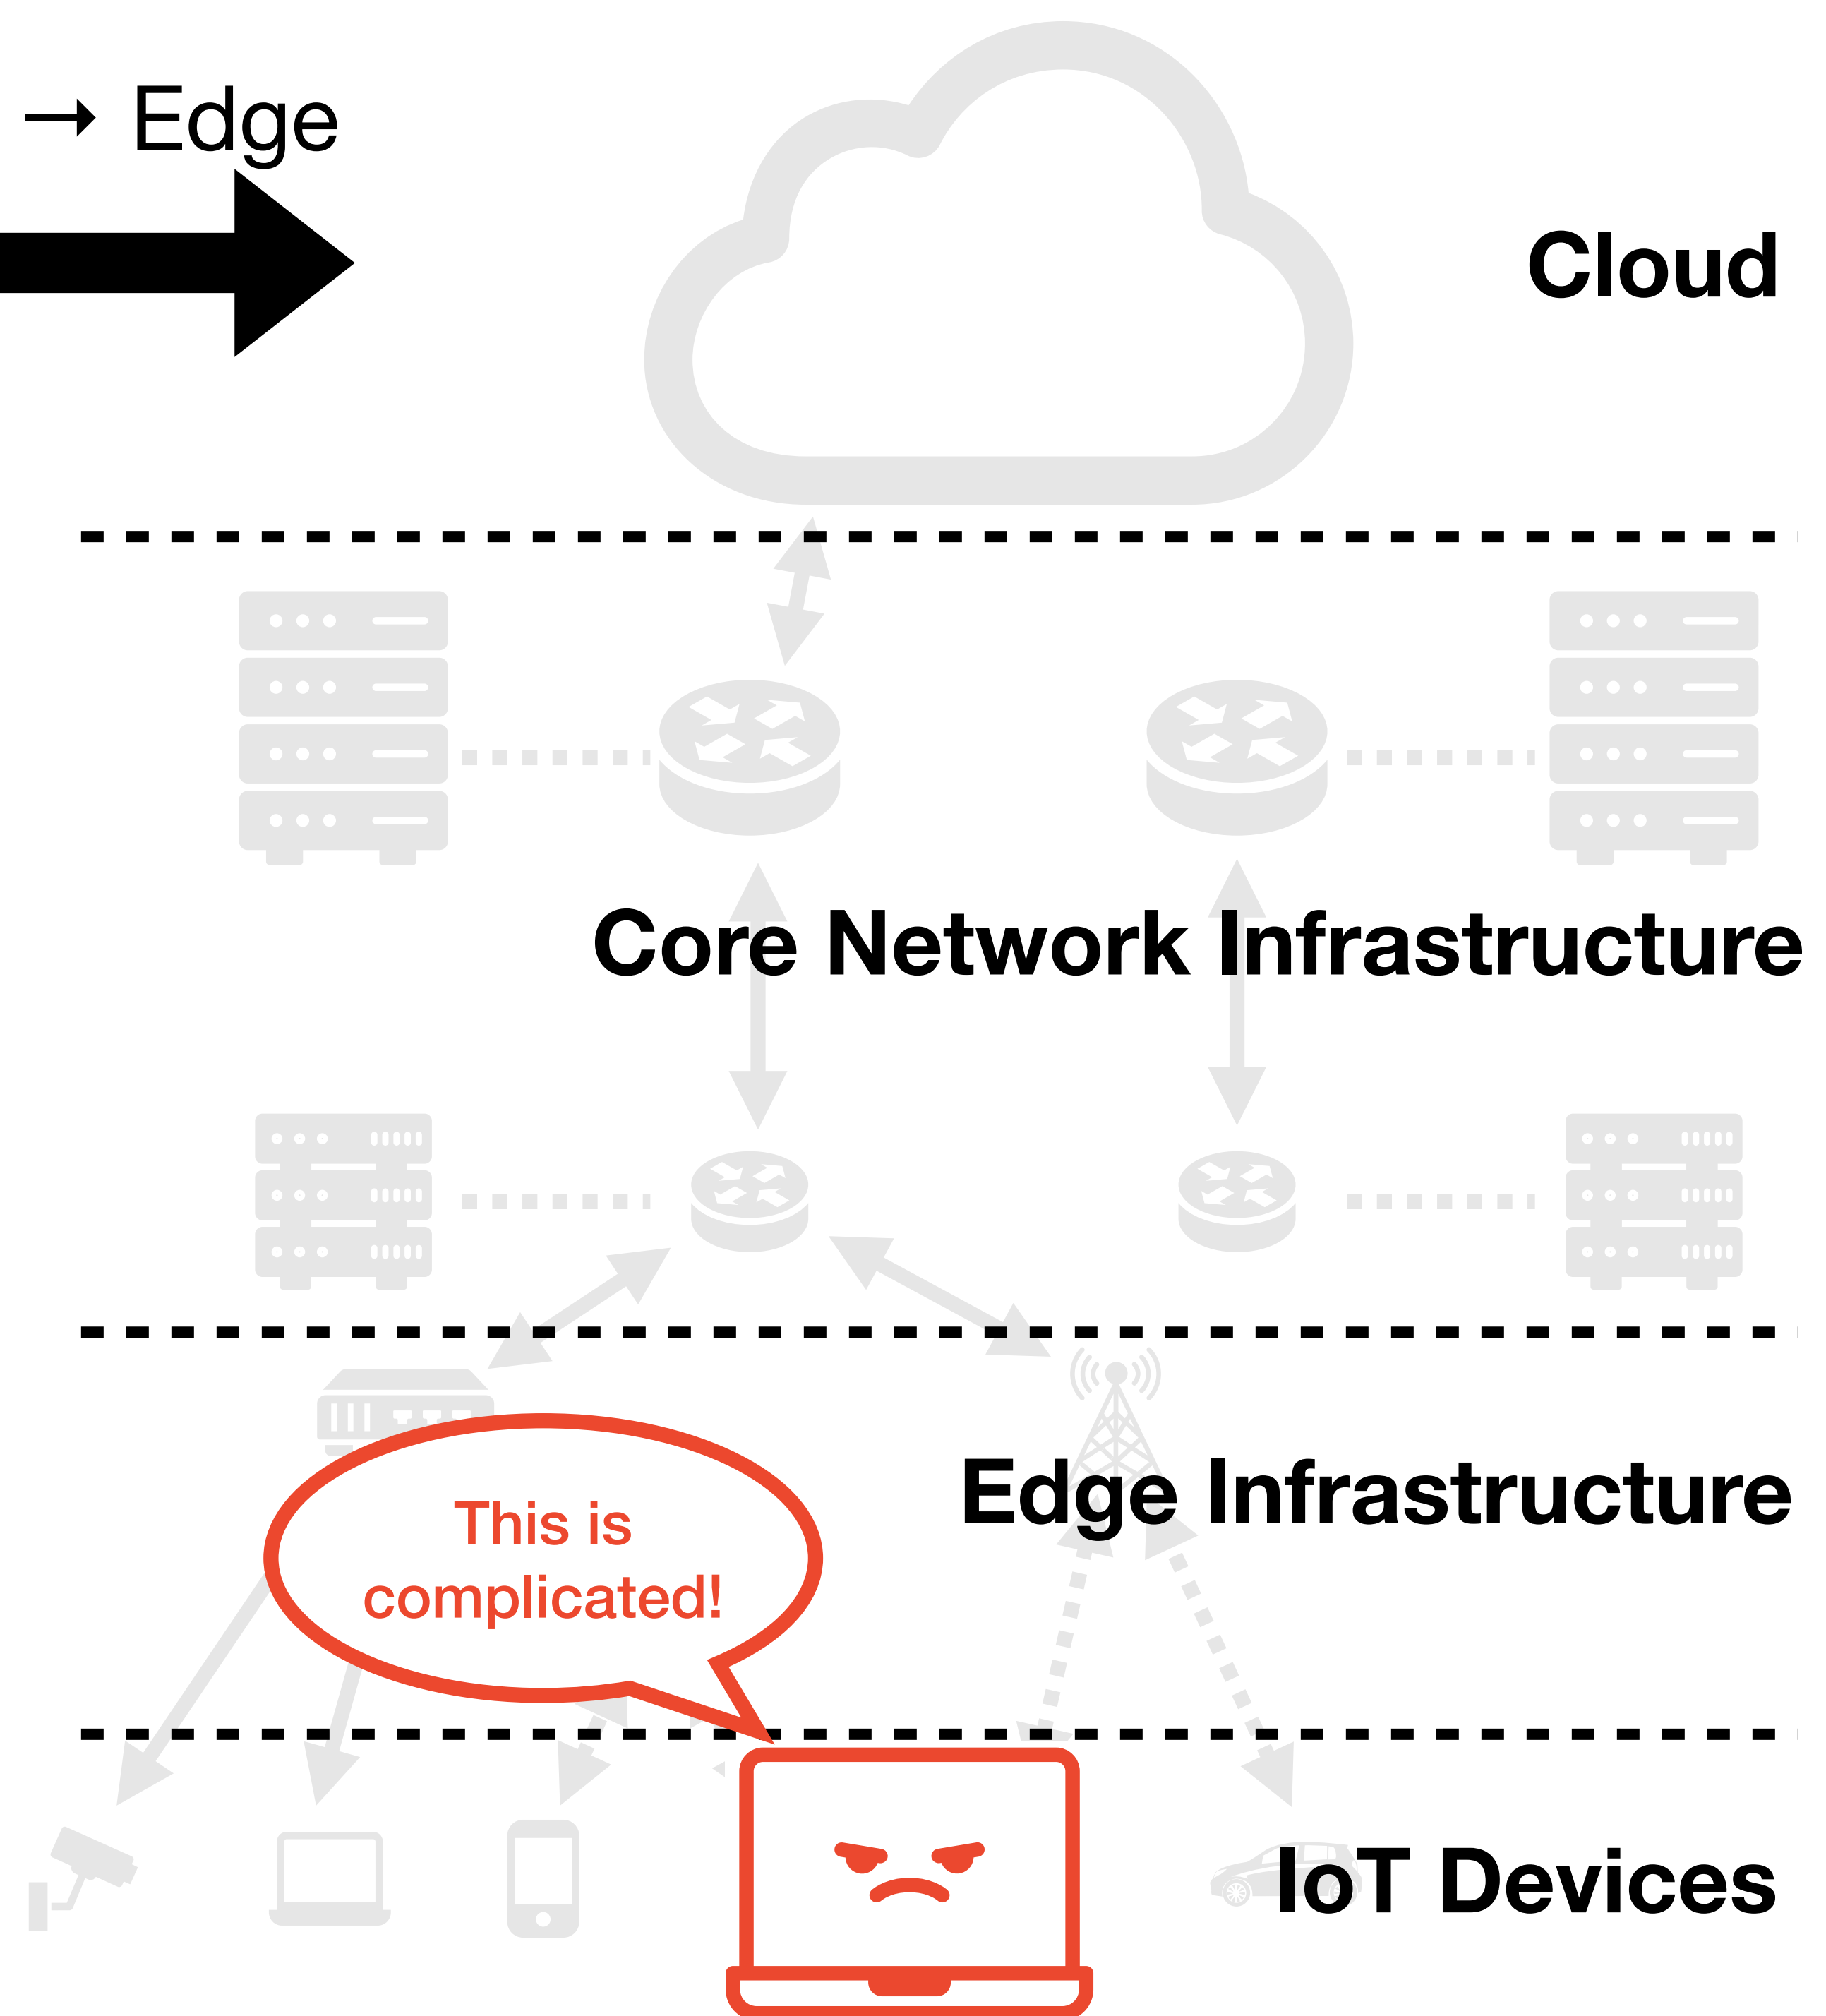 → Edge
Cloud
Core Network Infrastructure
Edge Infrastructure
This is
complicated!
IoT Devices